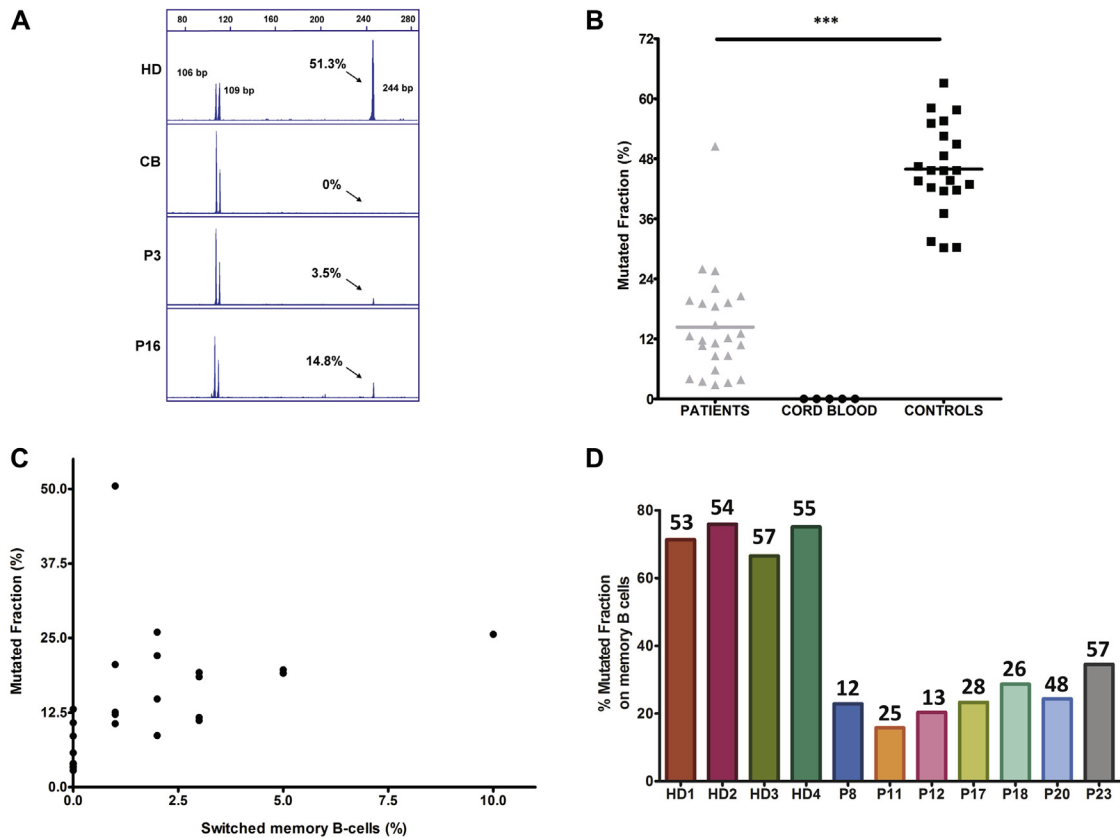 A
80 120 160 200 240 280
HD
106 bp
109 bp
51.3%
244 bp
CB
0%
P3
3.5%
P16
14.8%
B
***
Mutated Fraction (%)
72
60
48
36
24
12
0
PATIENTS CORD BLOOD CONTROLS
C
Mutated Fraction (%)
50.0
37.5
25.0
12.5
0.0
0.0 2.5 5.0 7.5 10.0
Switched memory B-cells (%)
D
% Mutated Fraction
on memory B cells
80
60
40
20
0
53 54 57 55 12 25 13 28 26 48 57
HD1 HD2 HD3 HD4 P8 P11 P12 P17 P18 P20 P23